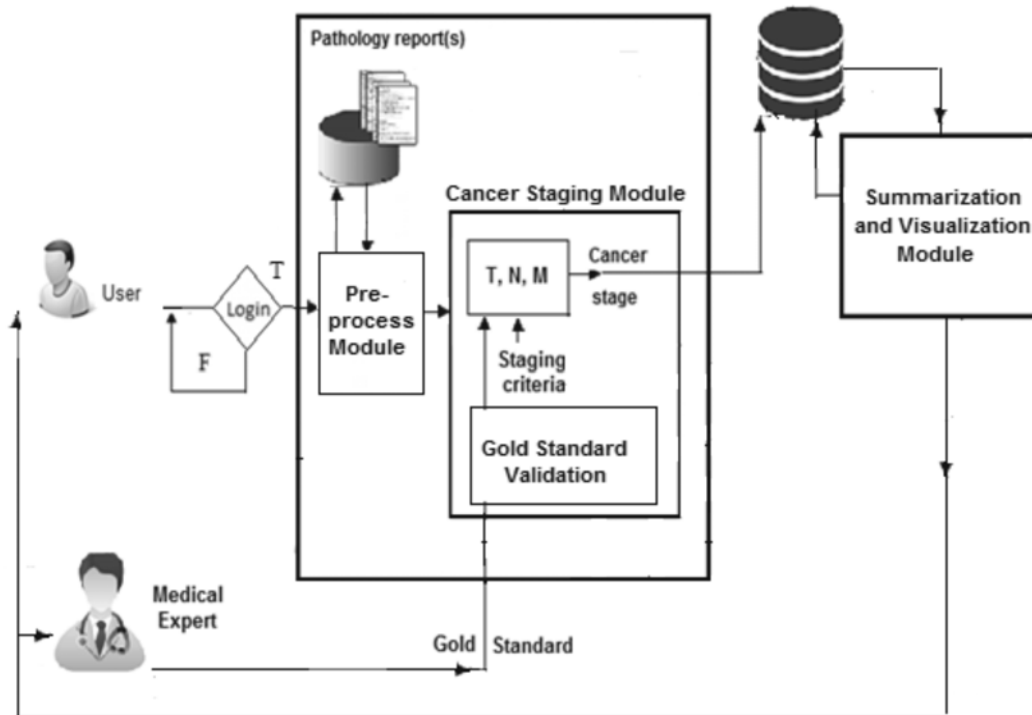 Pathology report(s)
Cancer Staging Module
Summarization
and Visualization
Module
T, N, M
Cancer
stage
User
Login
T
F
Pre-
process
Module
Staging
criteria
Gold Standard
Validation
Medical
Expert
Gold Standard